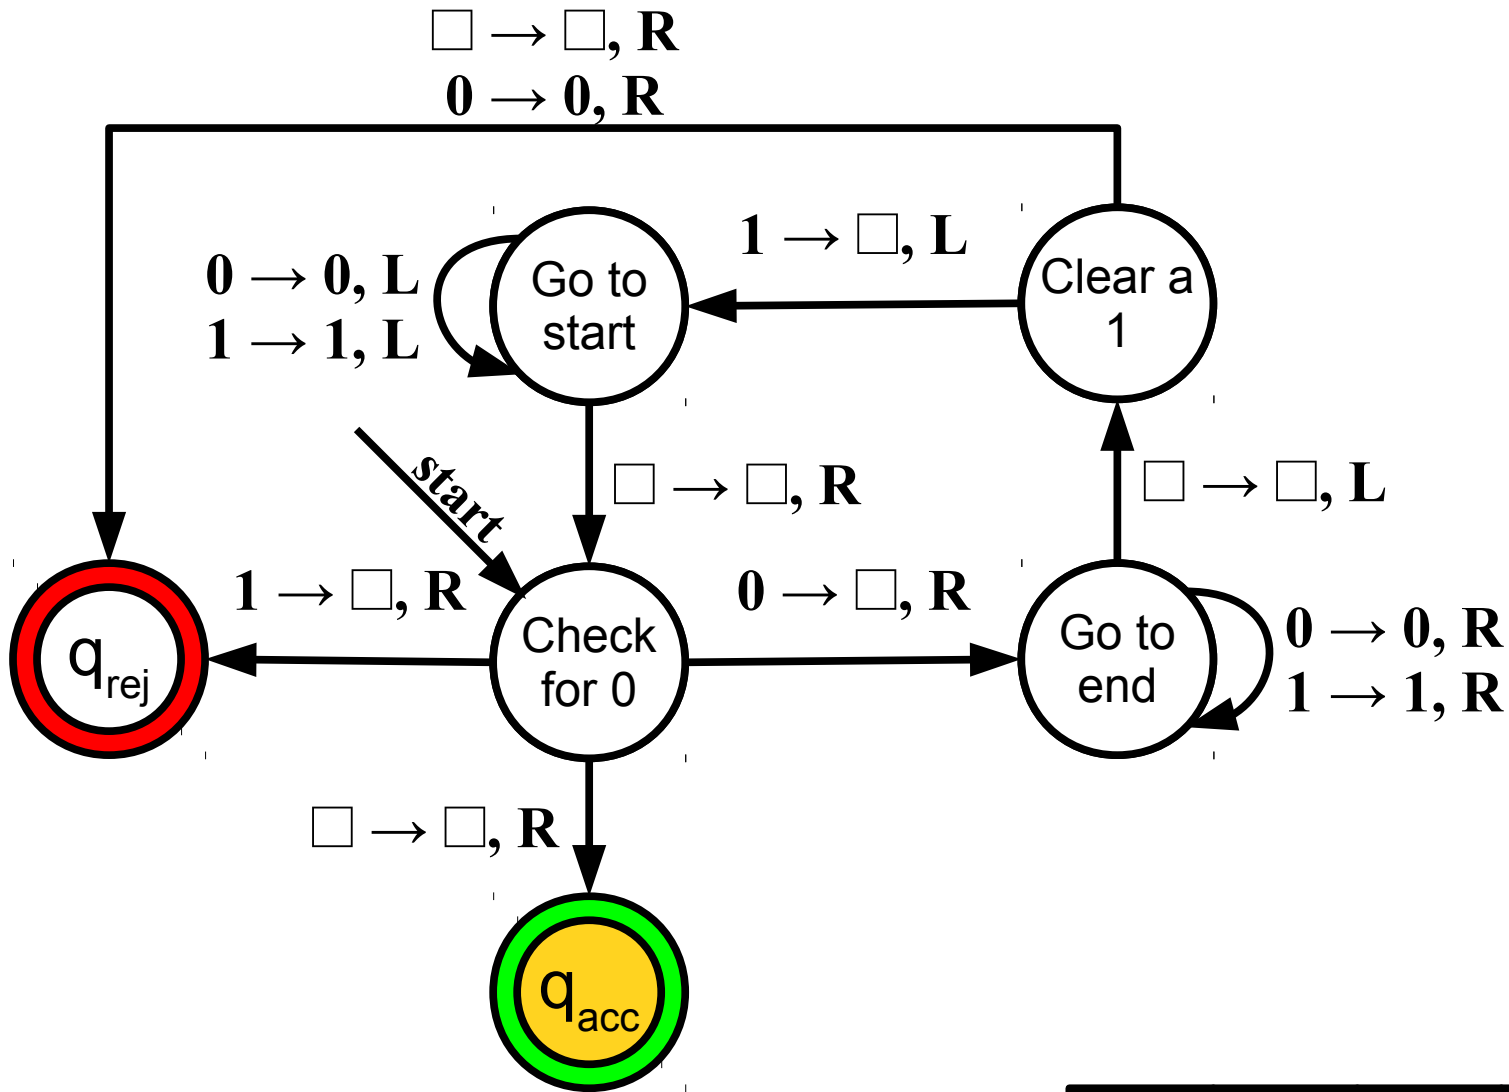 □ → □, R
0 → 0, R
1 → □, L
0 → 0, L
1 → 1, L
Go to
start
Clear a
1
start
□ → □, R
□ → □, L
1 → □, R
0 → □, R
q_rej
Check
for 0
Go to
end
0 → 0, R
1 → 1, R
□ → □, R
q_acc